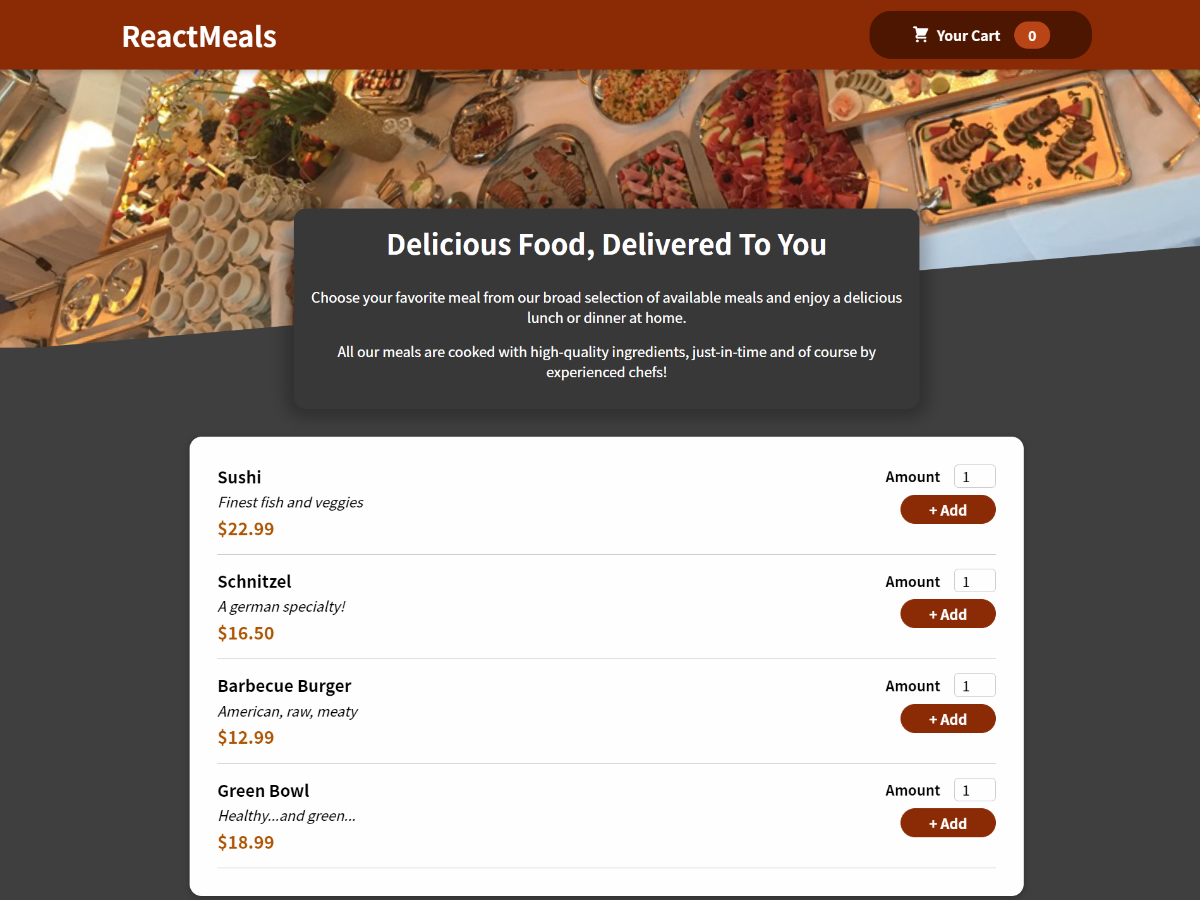 ReactMeals
Your Cart 0
Delicious Food, Delivered To You
Choose your favorite meal from our broad selection of available meals and enjoy a delicious
lunch or dinner at home.
All our meals are cooked with high-quality ingredients, just-in-time and of course by
experienced chefs!
Sushi
Finest fish and veggies
$22.99
Amount 1
+ Add
Schnitzel
A german specialty!
$16.50
Amount 1
+ Add
Barbecue Burger
American, raw, meaty
$12.99
Amount 1
+ Add
Green Bowl
Healthy...and green...
$18.99
Amount 1
+ Add